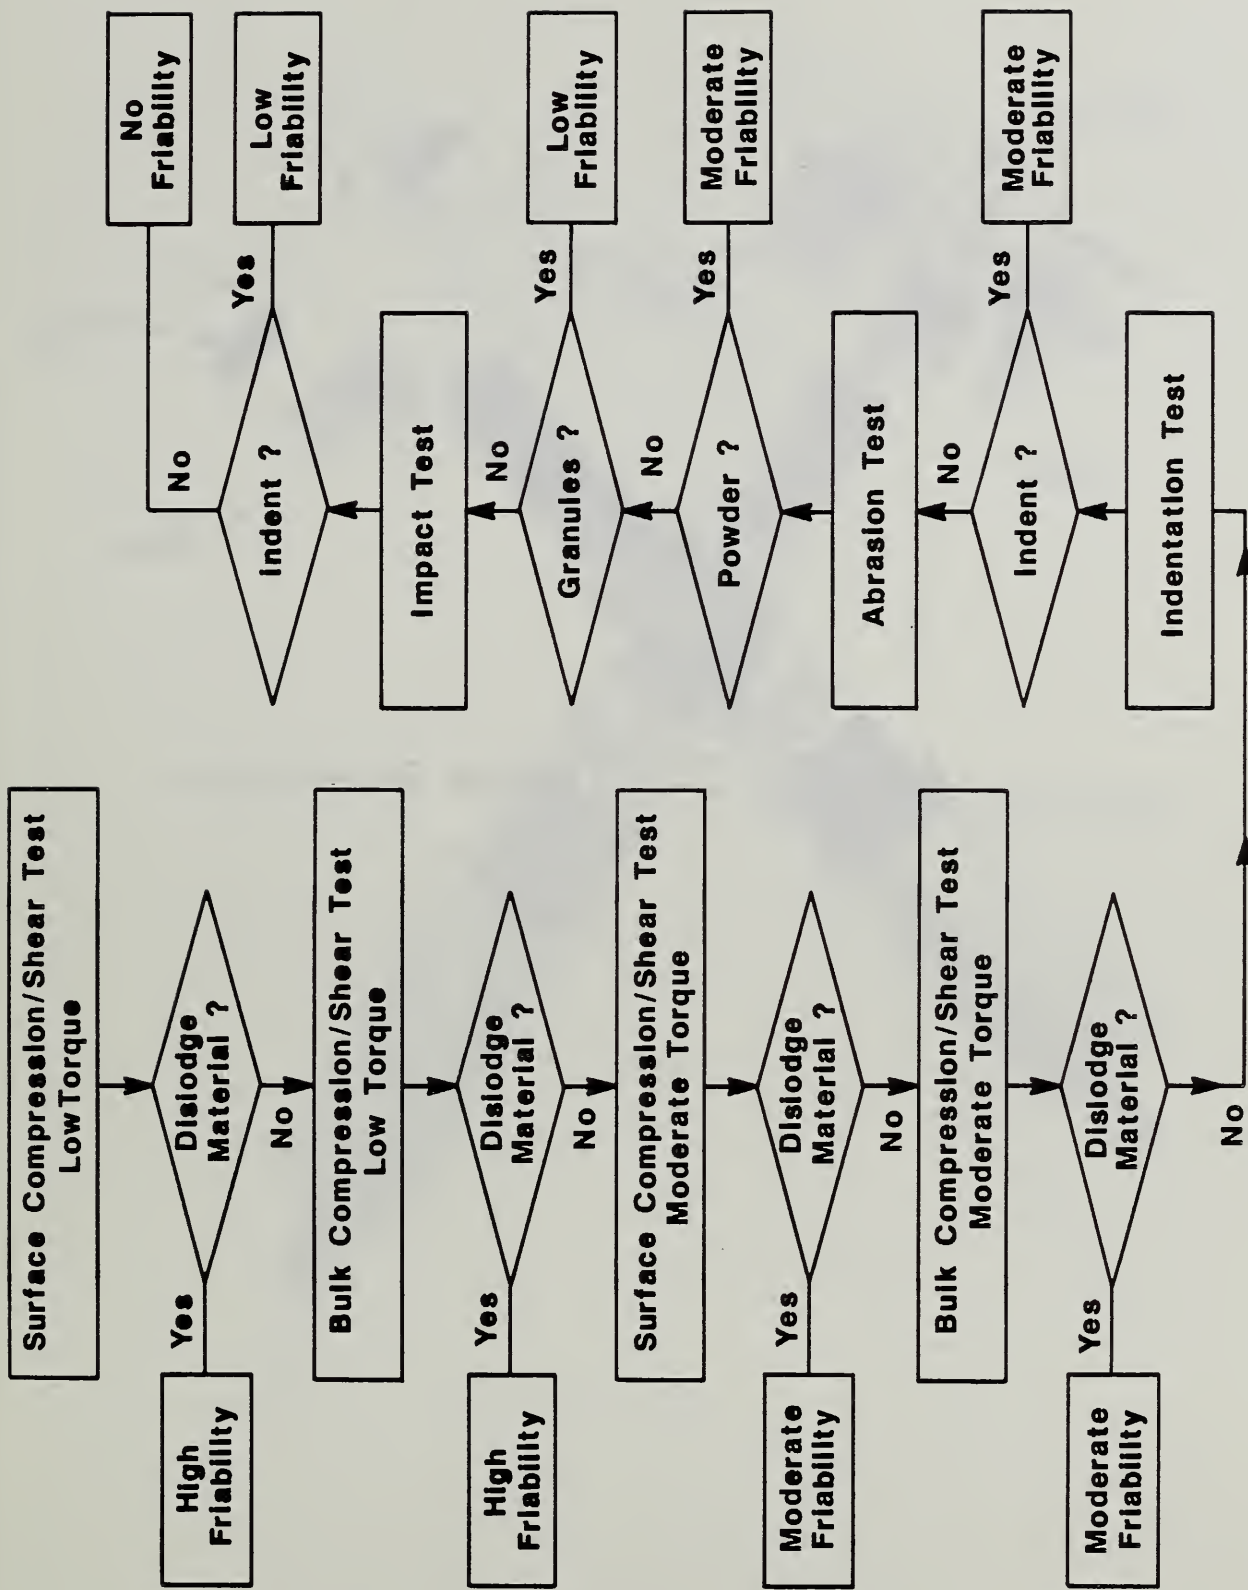 Surface Compression/Shear Test
Low Torque
Dislodge
Material ?
Yes
High
Friability
No
Bulk Compression/Shear Test
Low Torque
Dislodge
Material ?
Yes
High
Friability
No
Surface Compression/Shear Test
Moderate Torque
Dislodge
Material ?
Yes
Moderate
Friability
No
Bulk Compression/Shear Test
Moderate Torque
Dislodge
Material ?
Yes
Moderate
Friability
No
Indentation Test
Indent ?
Yes
Moderate
Friability
No
Abrasion Test
Powder ?
Yes
Moderate
Friability
No
Granules ?
Yes
Low
Friability
No
Impact Test
Indent ?
Yes
Low
Friability
No
No
Friability